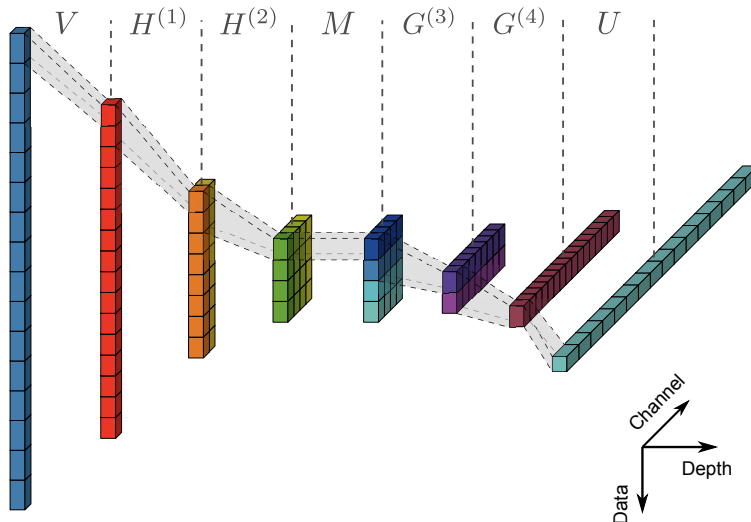 V H^{(1)} H^{(2)} M G^{(3)} G^{(4)} U
Channel
Depth
Data